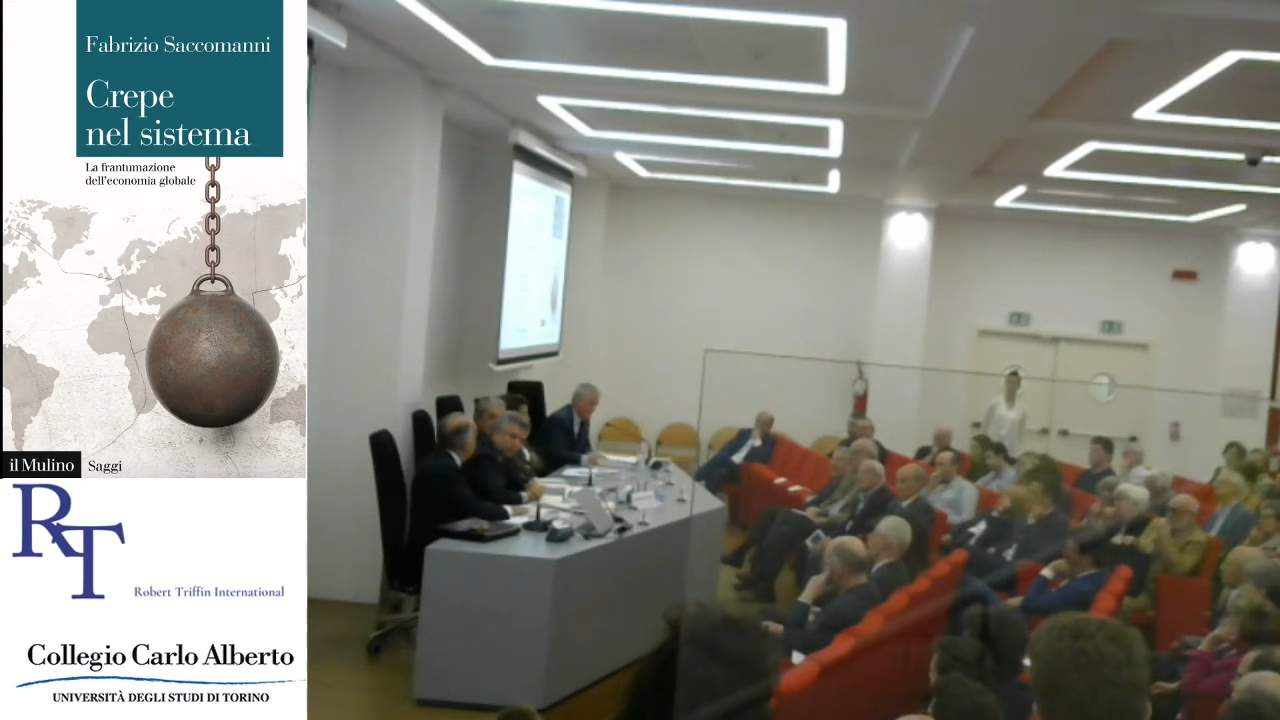 Fabrizio Saccomanni
Crepe
nel sistema
La frantumazione
dell'economia globale
il Mulino Saggi
RT
Robert Triffin International
Collegio Carlo Alberto
UNIVERSITÀ DEGLI STUDI DI TORINO